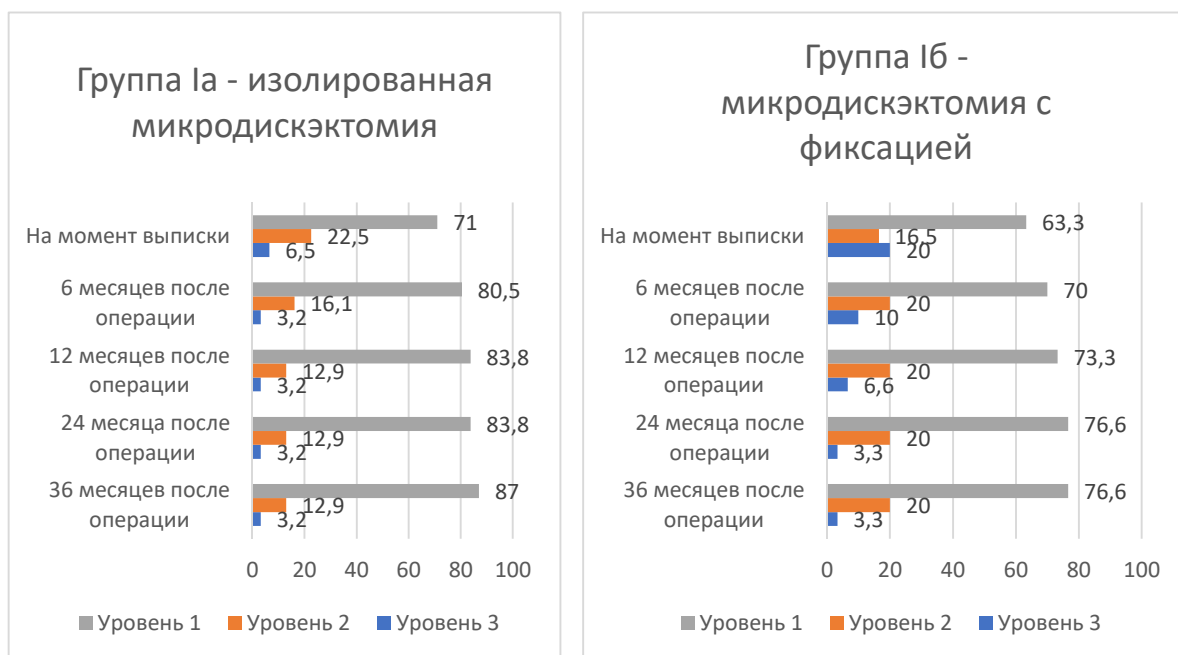 Группа Iа - изолированная
микродискэктомия
На момент выписки
71
22,5
6,5
6 месяцев после
операции
80,5
16,1
3,2
12 месяцев после
операции
83,8
12,9
3,2
24 месяца после
операции
83,8
12,9
3,2
36 месяцев после
операции
87
12,9
3,2
0 20 40 60 80 100
Уровень 1 Уровень 2 Уровень 3
Группа Iб -
микродискэктомия с
фиксацией
На момент выписки
63,3
16,5
20
6 месяцев после
операции
70
20
10
12 месяцев после
операции
73,3
20
6,6
24 месяца после
операции
76,6
20
3,3
36 месяцев после
операции
76,6
20
3,3
0 20 40 60 80 100
Уровень 1 Уровень 2 Уровень 3